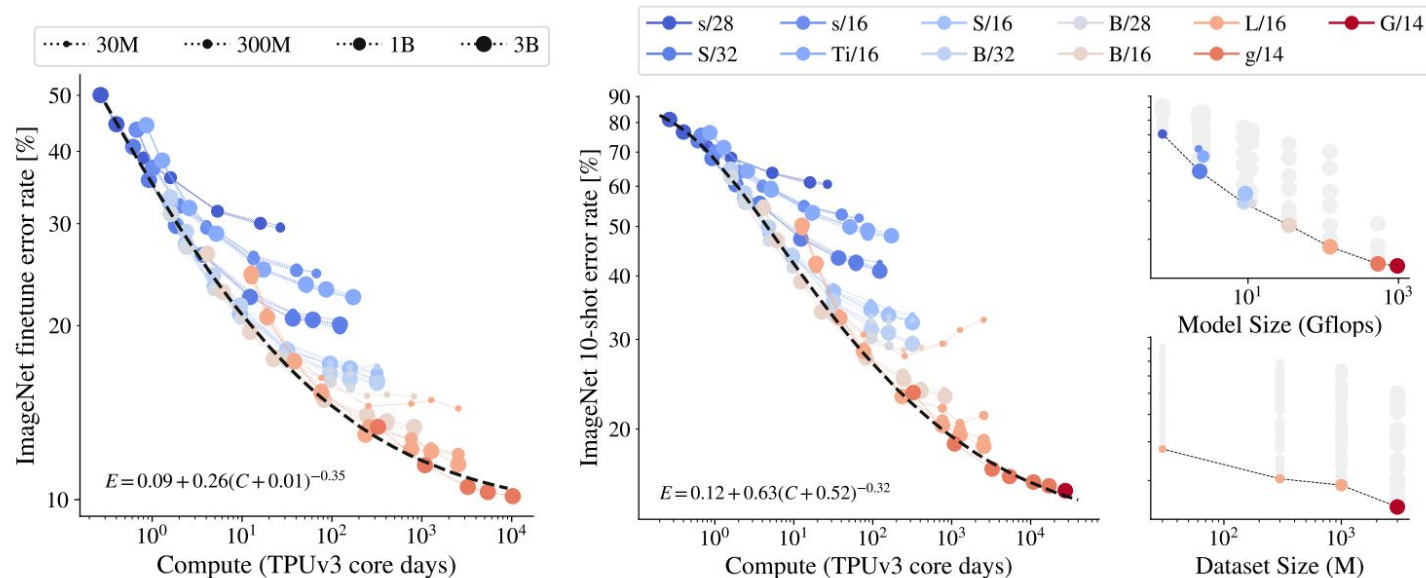 30M 300M 1B 3B
s/28 s/16 S/16 B/28 L/16 G/14
S/32 Ti/16 B/32 B/16 g/14
ImageNet finetune error rate [%]
50
40
30
20
10
E = 0.09 + 0.26(C + 0.01)^{−0.35}
10^0 10^1 10^2 10^3 10^4
Compute (TPUv3 core days)
ImageNet 10-shot error rate [%]
90
80
70
60
50
40
30
20
E = 0.12 + 0.63(C + 0.52)^{−0.32}
10^0 10^1 10^2 10^3 10^4
Compute (TPUv3 core days)
10^1 10^3
Model Size (Gflops)
10^2 10^3
Dataset Size (M)